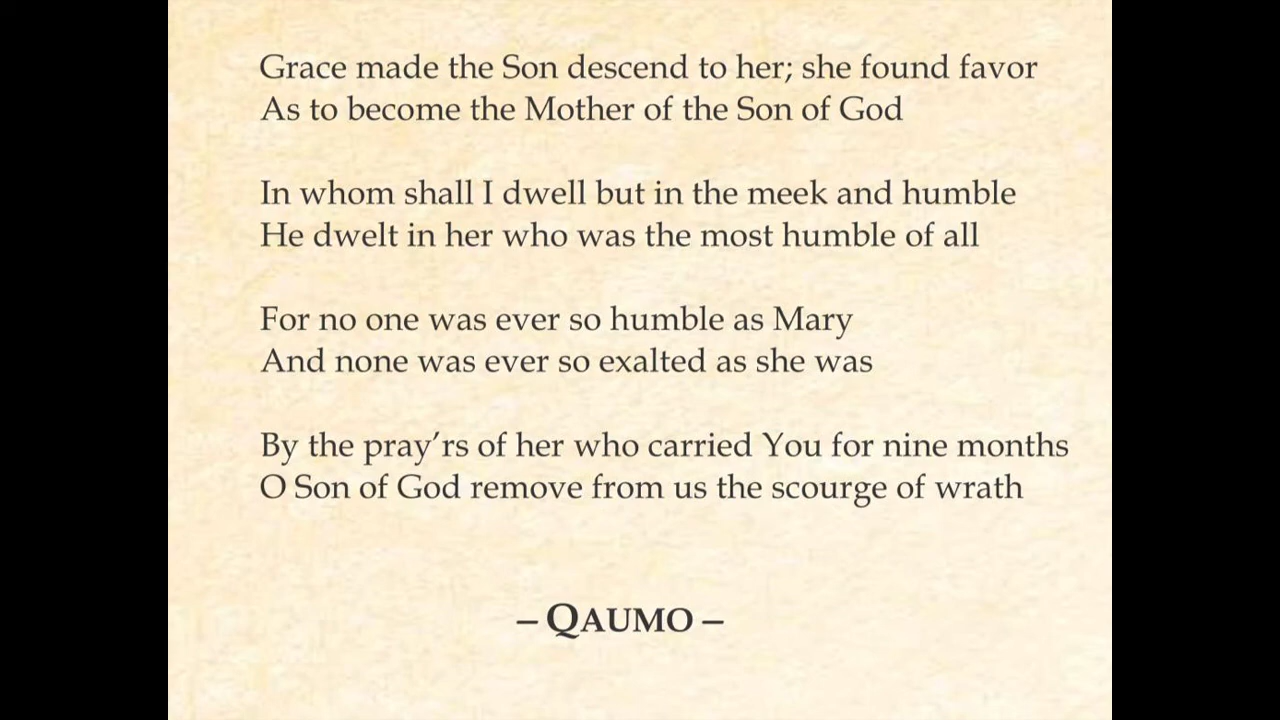 Grace made the Son descend to her; she found favor
As to become the Mother of the Son of God
In whom shall I dwell but in the meek and humble
He dwelt in her who was the most humble of all
For no one was ever so humble as Mary
And none was ever so exalted as she was
By the pray’rs of her who carried You for nine months
O Son of God remove from us the scourge of wrath
– QAUMO –